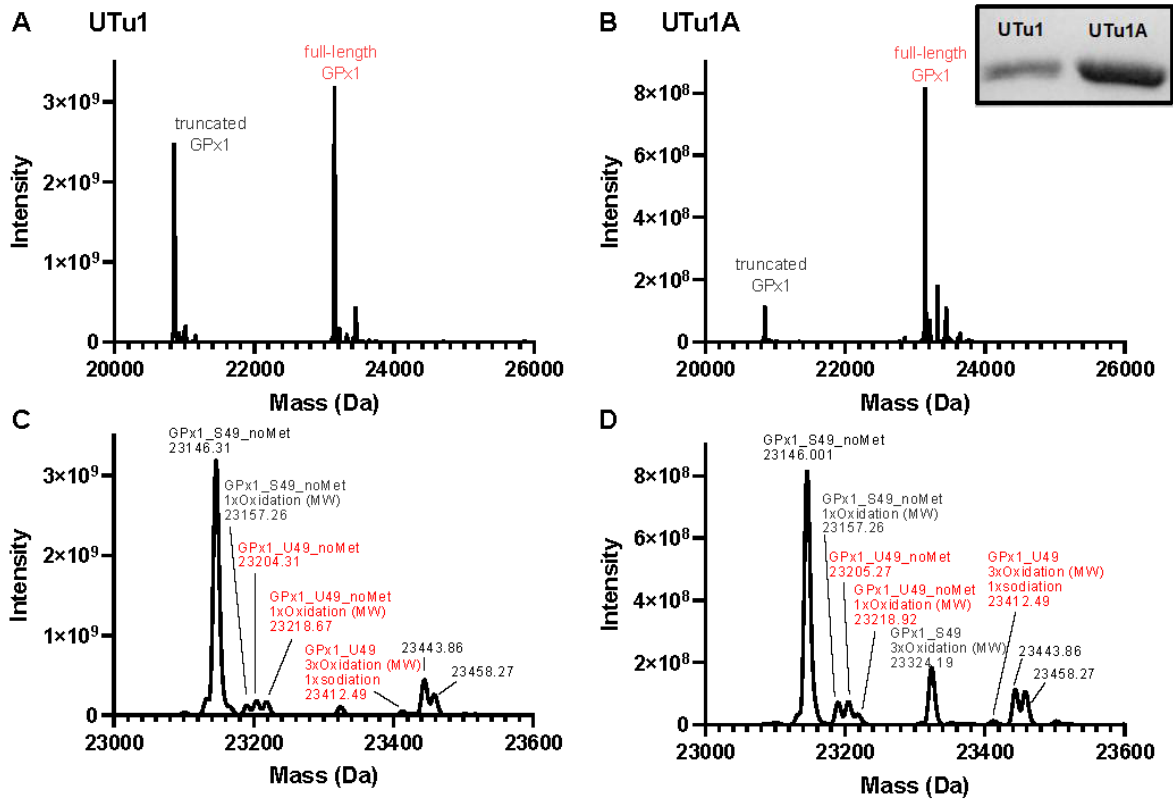 A UTu1
Intensity
3×10⁹
2×10⁹
1×10⁹
0
truncated
GPx1
full-length
GPx1
20000 22000 24000 26000
Mass (Da)
B UTu1A
UTu1 UTu1A
Intensity
8×10⁸
6×10⁸
4×10⁸
2×10⁸
0
truncated
GPx1
full-length
GPx1
20000 22000 24000 26000
Mass (Da)
C
Intensity
3×10⁹
2×10⁹
1×10⁹
0
GPx1_S49_noMet
23146.31
GPx1_S49_noMet
1xOxidation (MW)
23157.26
GPx1_U49_noMet
23204.31
GPx1_U49_noMet
1xOxidation (MW)
23218.67
GPx1_U49
3xOxidation (MW)
1xsodiation
23412.49
23443.86
23458.27
23000 23200 23400 23600
Mass (Da)
D
Intensity
8×10⁸
6×10⁸
4×10⁸
2×10⁸
0
GPx1_S49_noMet
23146.001
GPx1_S49_noMet
1xOxidation (MW)
23157.26
GPx1_U49_noMet
23205.27
GPx1_U49_noMet
1xOxidation (MW)
23218.92
GPx1_S49
3xOxidation (MW)
23324.19
GPx1_U49
3xOxidation (MW)
1xsodiation
23412.49
23443.86
23458.27
23000 23200 23400 23600
Mass (Da)